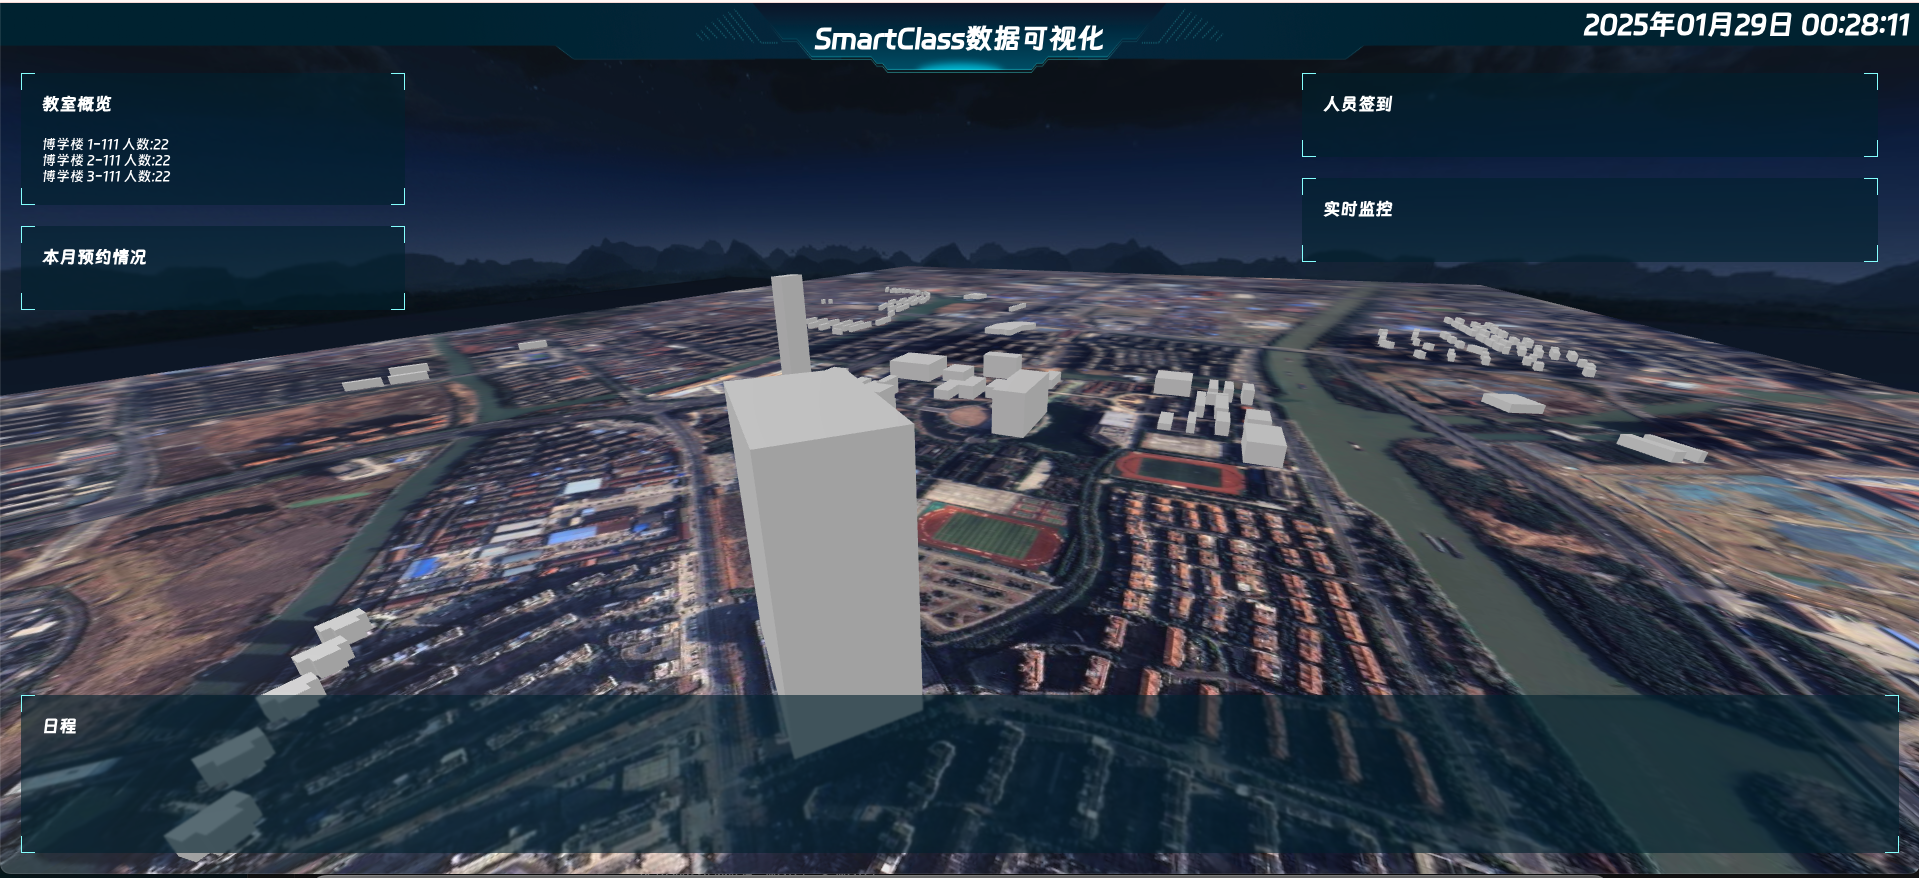 SmartClass数据可视化
2025年01月29日 00:28:11
教室概览
博学楼 1-111 人数:22
博学楼 2-111 人数:22
博学楼 3-111 人数:22
本月预约情况
人员签到
实时监控
日程